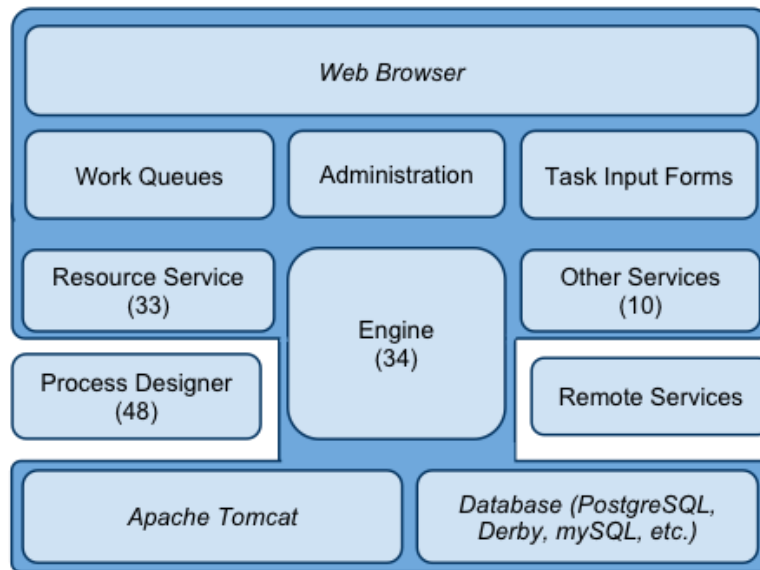 Web Browser
Work Queues
Administration
Task Input Forms
Resource Service
(33)
Engine
(34)
Other Services
(10)
Process Designer
(48)
Remote Services
Apache Tomcat
Database (PostgreSQL,
Derby, mySQL, etc.)